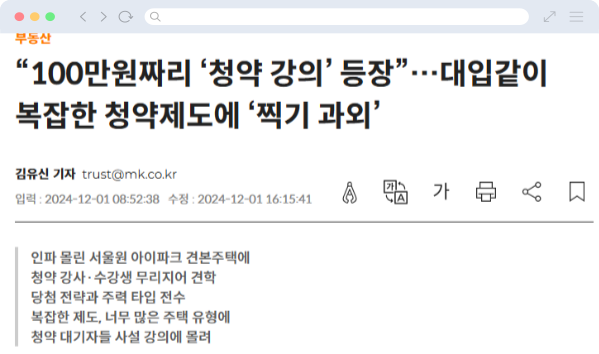 부동산
“100만원짜리 ‘청약 강의’ 등장”…대입같이
복잡한 청약제도에 ‘찍기 과외’
김유신 기자 trust@mk.co.kr
입력 : 2024-12-01 08:52:38 수정 : 2024-12-01 16:15:41
가 A 가
인파 몰린 서울원 아이파크 견본주택에
청약 강사·수강생 무리지어 견학
당첨 전략과 주력 타입 전수
복잡한 제도, 너무 많은 주택 유형에
청약 대기자들 사설 강의에 몰려